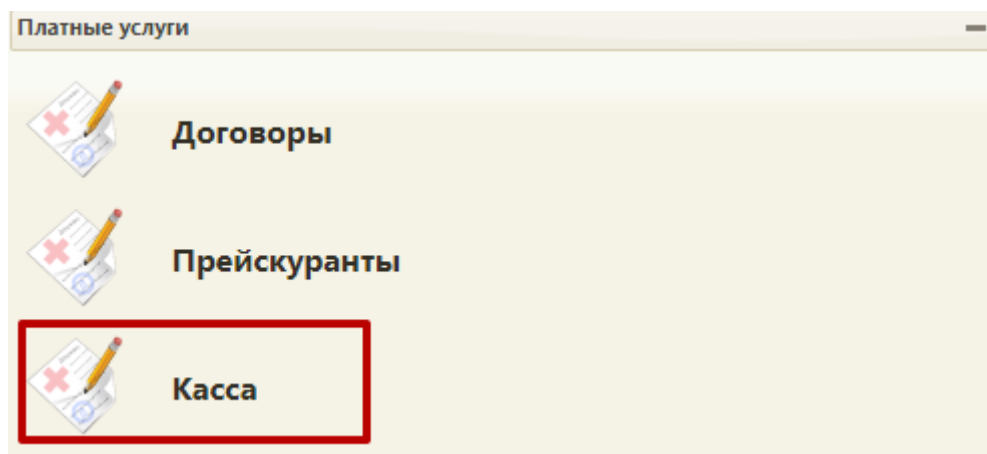 Платные услуги
Договоры
Прейскуранты
Касса